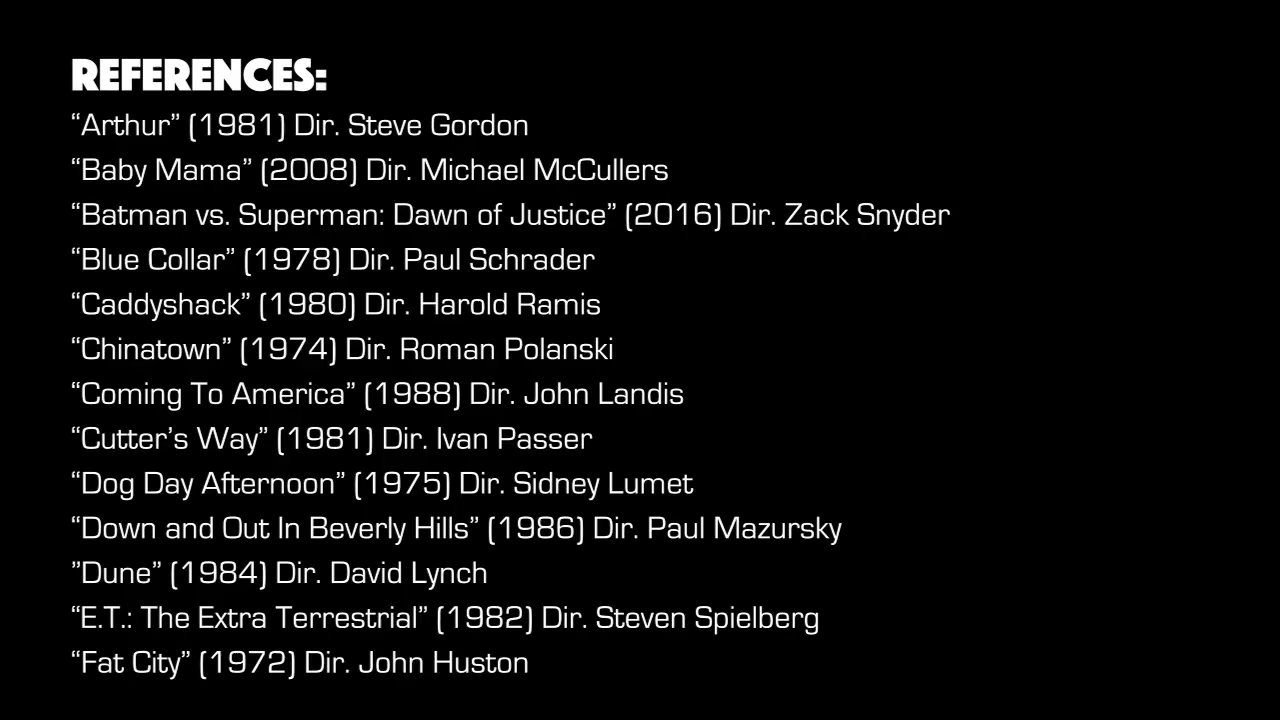 REFERENCES:
“Arthur” (1981) Dir. Steve Gordon
“Baby Mama” (2008) Dir. Michael McCullers
“Batman vs. Superman: Dawn of Justice” (2016) Dir. Zack Snyder
“Blue Collar” (1978) Dir. Paul Schrader
“Caddyshack” (1980) Dir. Harold Ramis
“Chinatown” (1974) Dir. Roman Polanski
“Coming To America” (1988) Dir. John Landis
“Cutter’s Way” (1981) Dir. Ivan Passer
“Dog Day Afternoon” (1975) Dir. Sidney Lumet
“Down and Out In Beverly Hills” (1986) Dir. Paul Mazursky
”Dune” (1984) Dir. David Lynch
“E.T.: The Extra Terrestrial” (1982) Dir. Steven Spielberg
“Fat City” (1972) Dir. John Huston